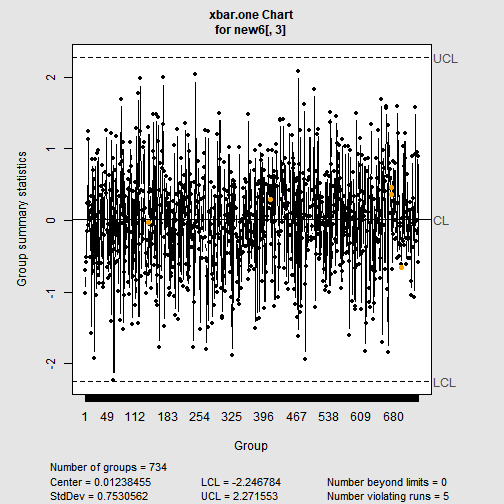 xbar.one Chart
for new6[, 3]
UCL
2
1
0
CL
-1
-2
LCL
Group summary statistics
1 49 112 183 254 325 396 467 538 609 680
Group
Number of groups = 734
Center = 0.01238455 LCL = -2.246784 Number beyond limits = 0
StdDev = 0.7530562 UCL = 2.271553 Number violating runs = 5